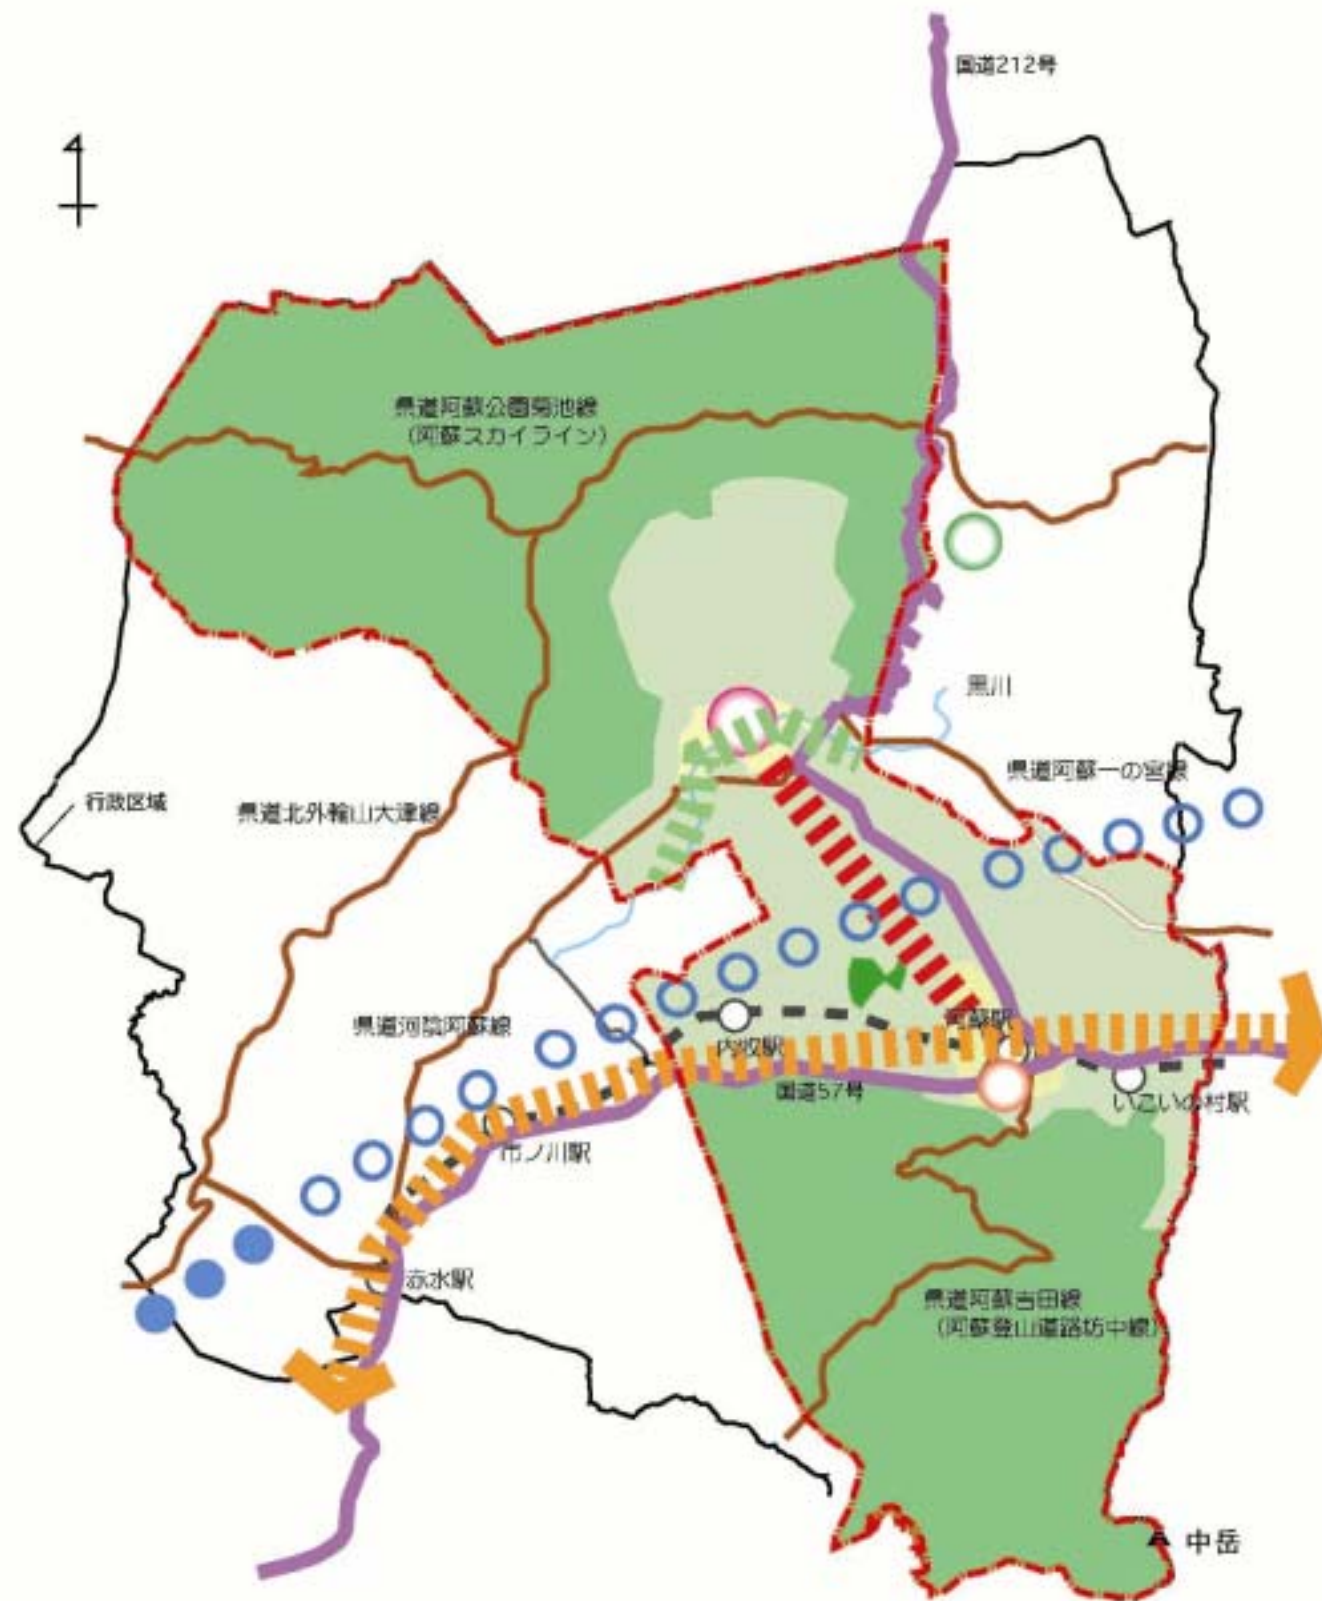 国道212号
県道阿蘇公園菊池線
(阿蘇スカイライン)
黒川
県道阿蘇一の宮線
行政区域
県道北外輪山大津線
県道河陰阿蘇線
阿蘇駅
内牧駅
国道57号
いこいの村駅
市ノ川駅
赤水駅
県道阿蘇吉田線
(阿蘇登山道路坊中線)
中岳